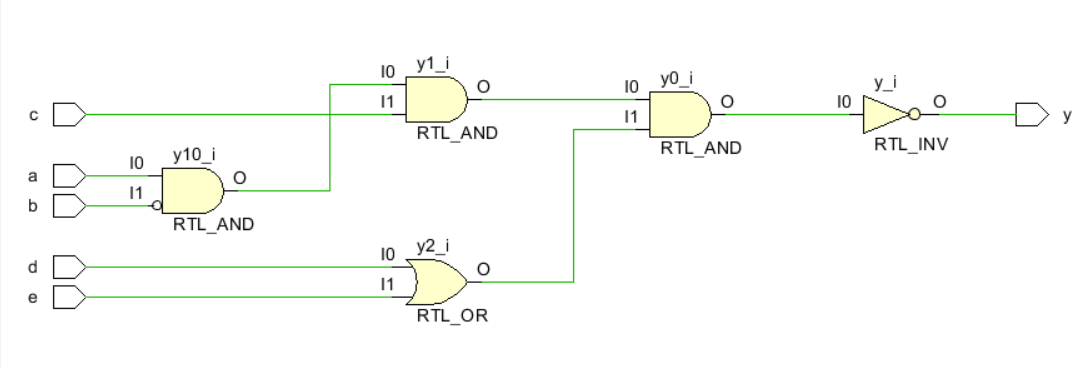 y1_i
I0 O
I1
RTL_AND
y0_i
I0 O
I1
RTL_AND
y_i
I0 O
RTL_INV
c
y
y10_i
a I0 O
b I1
RTL_AND
y2_i
d I0 O
e I1
RTL_OR